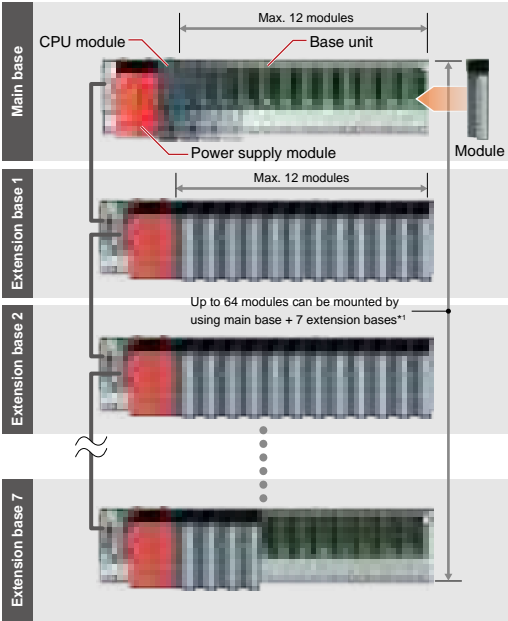 Main base
Max. 12 modules
CPU module
Base unit
Power supply module
Module
Extension base 1
Max. 12 modules
Up to 64 modules can be mounted by
using main base + 7 extension bases*1
Extension base 2
Extension base 7